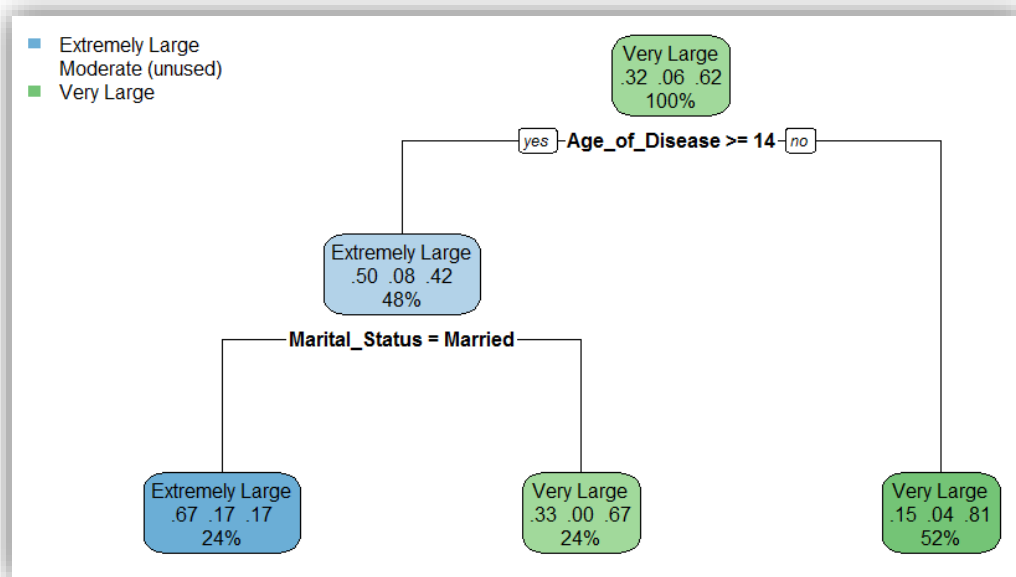 Extremely Large
Moderate (unused)
Very Large
Very Large
.32 .06 .62
100%
yes Age_of_Disease >= 14 no
Extremely Large
.50 .08 .42
48%
Marital_Status = Married
Extremely Large
.67 .17 .17
24%
Very Large
.33 .00 .67
24%
Very Large
.15 .04 .81
52%